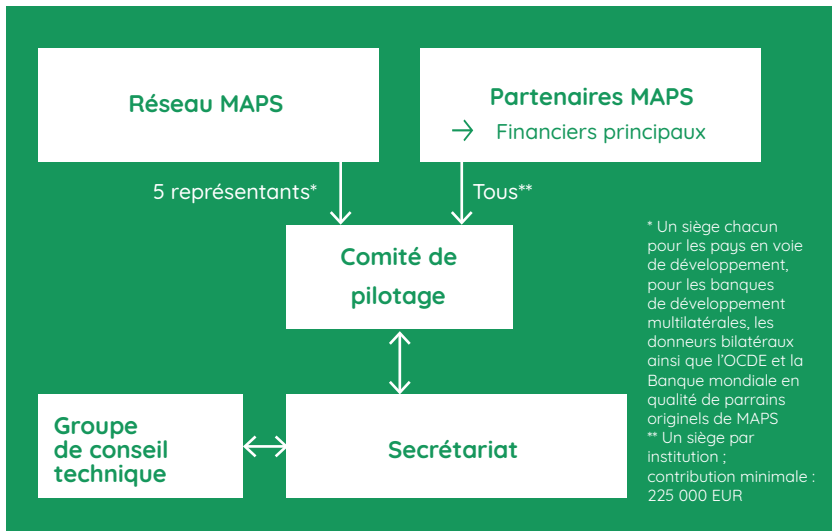 Réseau MAPS
Partenaires MAPS
→ Financiers principaux
5 représentants*
Tous**
Comité de
pilotage
Groupe
de conseil
technique
Secrétariat
* Un siège chacun
pour les pays en voie
de développement,
pour les banques
de développement
multilatérales, les
donneurs bilatéraux
ainsi que l'OCDE et la
Banque mondiale en
qualité de parrains
originels de MAPS
** Un siège par
institution ;
contribution minimale :
225 000 EUR